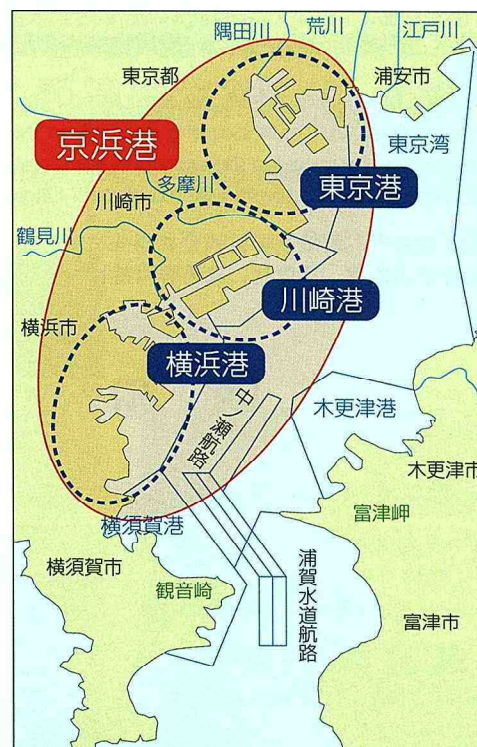 隅田川
荒川
江戸川
東京都
浦安市
京浜港
東京湾
多摩川
東京港
川崎市
鶴見川
川崎港
横浜市
横浜港
中ノ瀬航路
木更津港
木更津市
横須賀港
富津岬
横須賀市
観音崎
浦賀水道航路
富津市